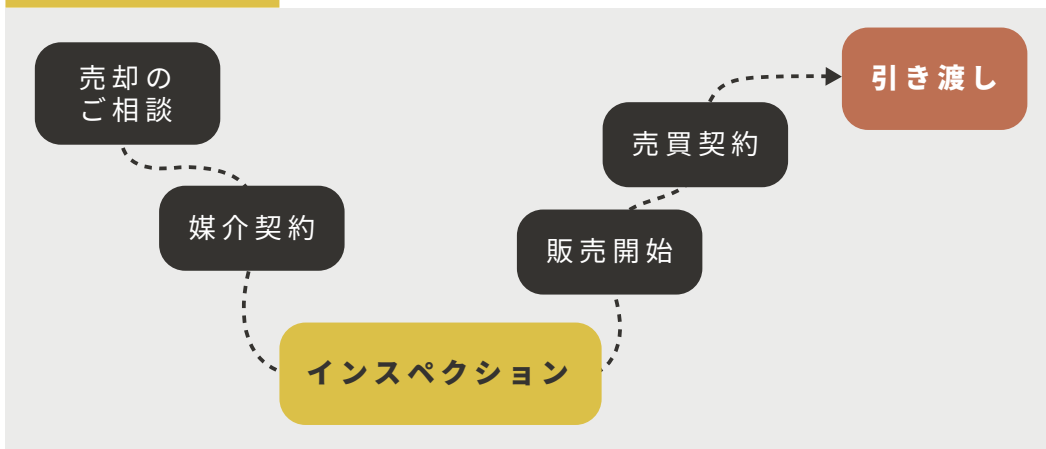 売却の
ご相談
媒介契約
インスペクション
販売開始
売買契約
引き渡し